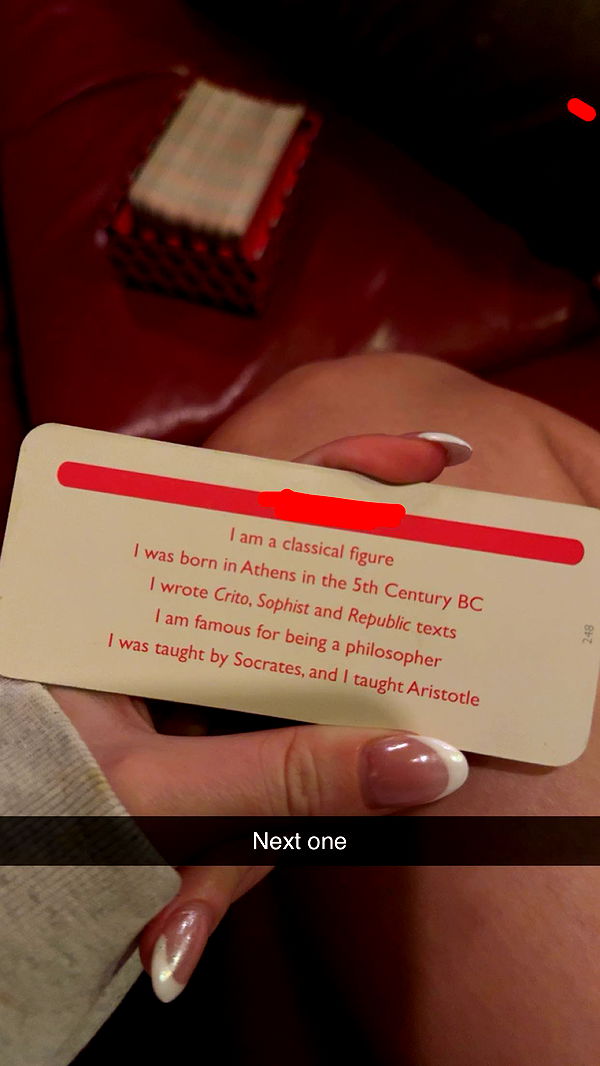 I am a classical figure
I was born in Athens in the 5th Century BC
I wrote Crito, Sophist and Republic texts
I am famous for being a philosopher
I was taught by Socrates, and I taught Aristotle
248
Next one